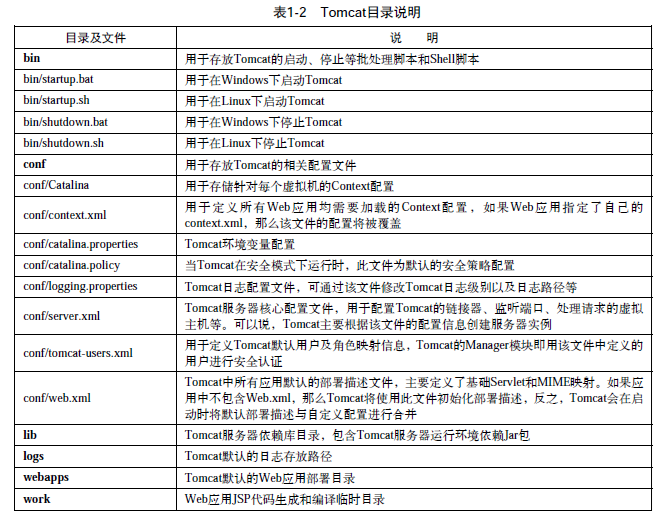 表1-2 Tomcat目录说明
目录及文件 说 明
bin 用于存放Tomcat的启动、停止等批处理脚本和Shell脚本
bin/startup.bat 用于在Windows下启动Tomcat
bin/startup.sh 用于在Linux下启动Tomcat
bin/shutdown.bat 用于在Windows下停止Tomcat
bin/shutdown.sh 用于在Linux下停止Tomcat
conf 用于存放Tomcat的相关配置文件
conf/Catalina 用于存储针对每个虚拟机的Context配置
conf/context.xml 用于定义所有Web应用均需要加载的Context配置，如果Web应用指定了自己的
context.xml，那么该文件的配置将被覆盖
conf/catalina.properties Tomcat环境变量配置
conf/catalina.policy 当Tomcat在安全模式下运行时，此文件为默认的安全策略配置
conf/logging.properties Tomcat日志配置文件，可通过该文件修改Tomcat日志级别以及日志路径等
conf/server.xml Tomcat服务器核心配置文件，用于配置Tomcat的链接器、监听端口、处理请求的虚拟
主机等。可以说，Tomcat主要根据该文件的配置信息创建服务器实例
conf/tomcat-users.xml 用于定义Tomcat默认用户及角色映射信息，Tomcat的Manager模块即用该文件中定义的
用户进行安全认证
conf/web.xml Tomcat中所有应用默认的部署描述文件，主要定义了基础Servlet和MIME映射。如果应
用中不包含Web.xml，那么Tomcat将使用此文件初始化部署描述，反之，Tomcat会在启
动时将默认部署描述与自定义配置进行合并
lib Tomcat服务器依赖库目录，包含Tomcat服务器运行环境依赖Jar包
logs Tomcat默认的日志存放路径
webapps Tomcat默认的Web应用部署目录
work Web应用JSP代码生成和编译临时目录